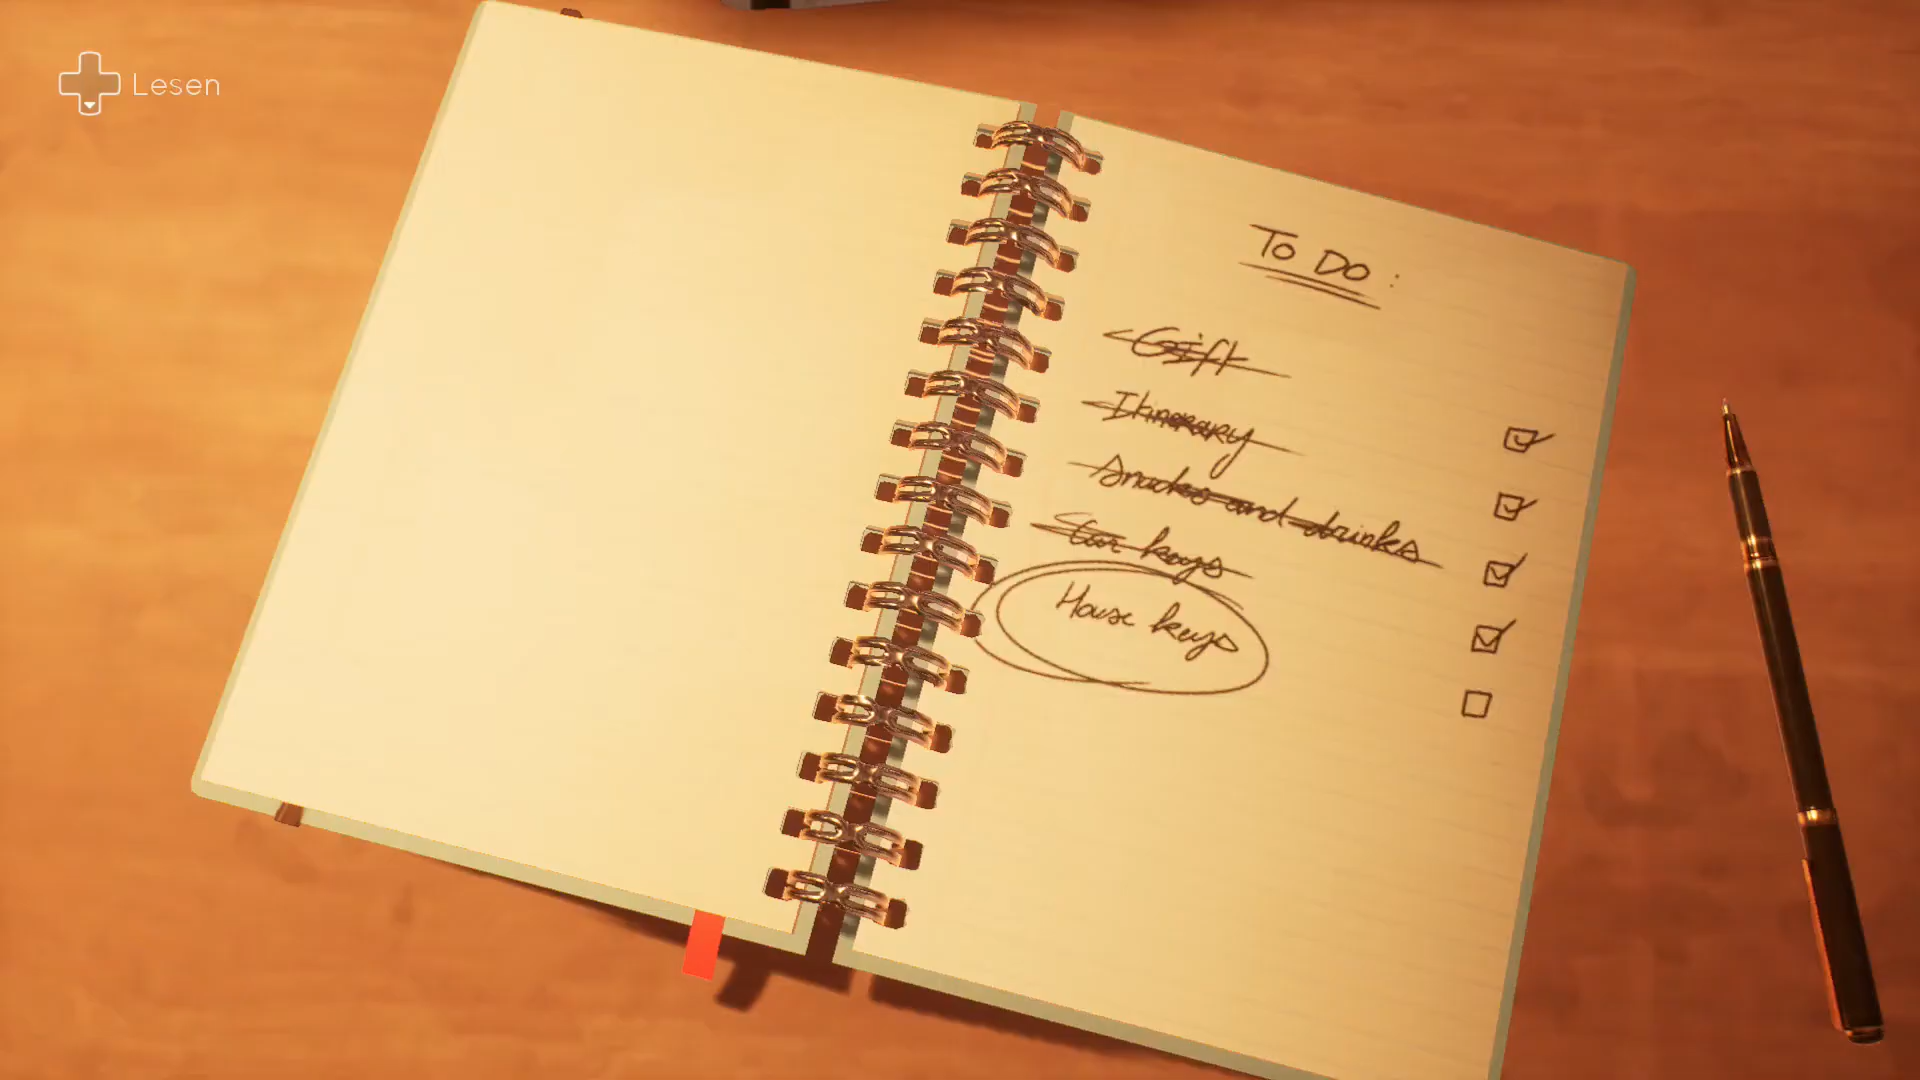 Lesen
To Do :
Gift
Itinerary
Snacks and drinks
Car keys
House keys